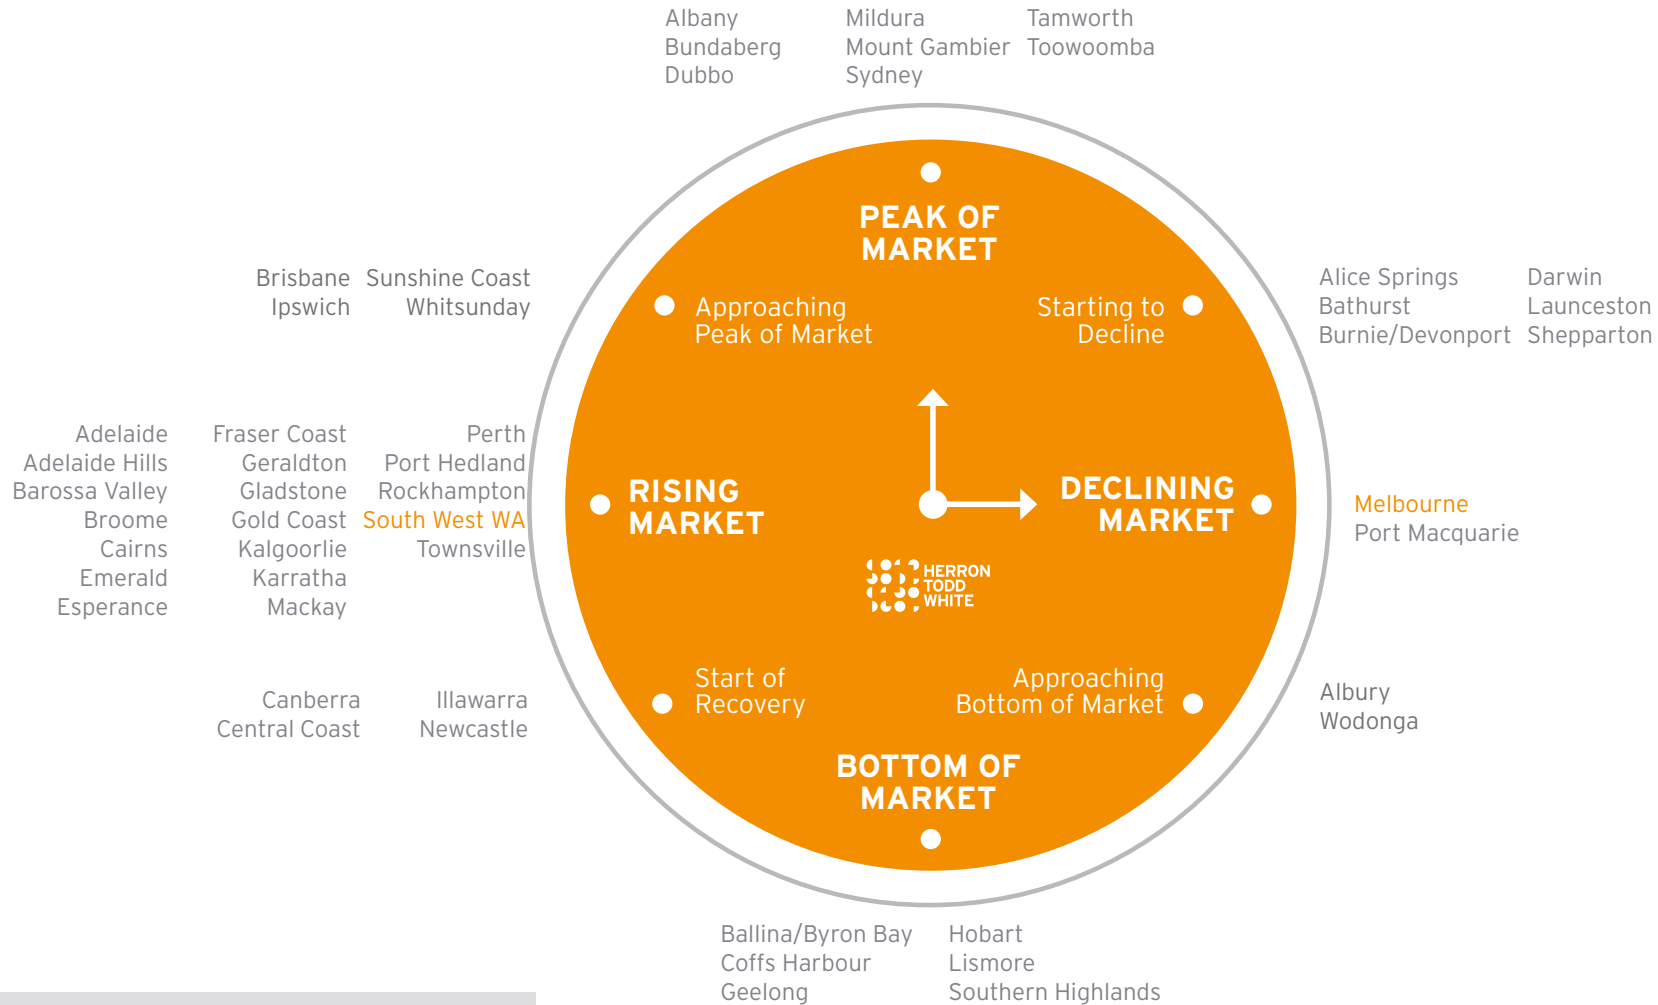 Albany Mildura Tamworth
Bundaberg Mount Gambier Toowoomba
Dubbo Sydney
PEAK OF
MARKET
Brisbane Sunshine Coast
Ipswich Whitsunday
Approaching
Peak of Market
Starting to
Decline
Alice Springs Darwin
Bathurst Launceston
Burnie/Devonport Shepparton
Adelaide Fraser Coast Perth
Adelaide Hills Geraldton Port Hedland
Barossa Valley Gladstone Rockhampton
Broome Gold Coast South West WA
Cairns Kalgoorlie Townsville
Emerald Karratha
Esperance Mackay
RISING
MARKET
DECLINING
MARKET
Melbourne
Port Macquarie
HERRON
TODD
WHITE
Canberra Illawarra
Central Coast Newcastle
Start of
Recovery
Approaching
Bottom of Market
Albury
Wodonga
BOTTOM OF
MARKET
Ballina/Byron Bay Hobart
Coffs Harbour Lismore
Geelong Southern Highlands